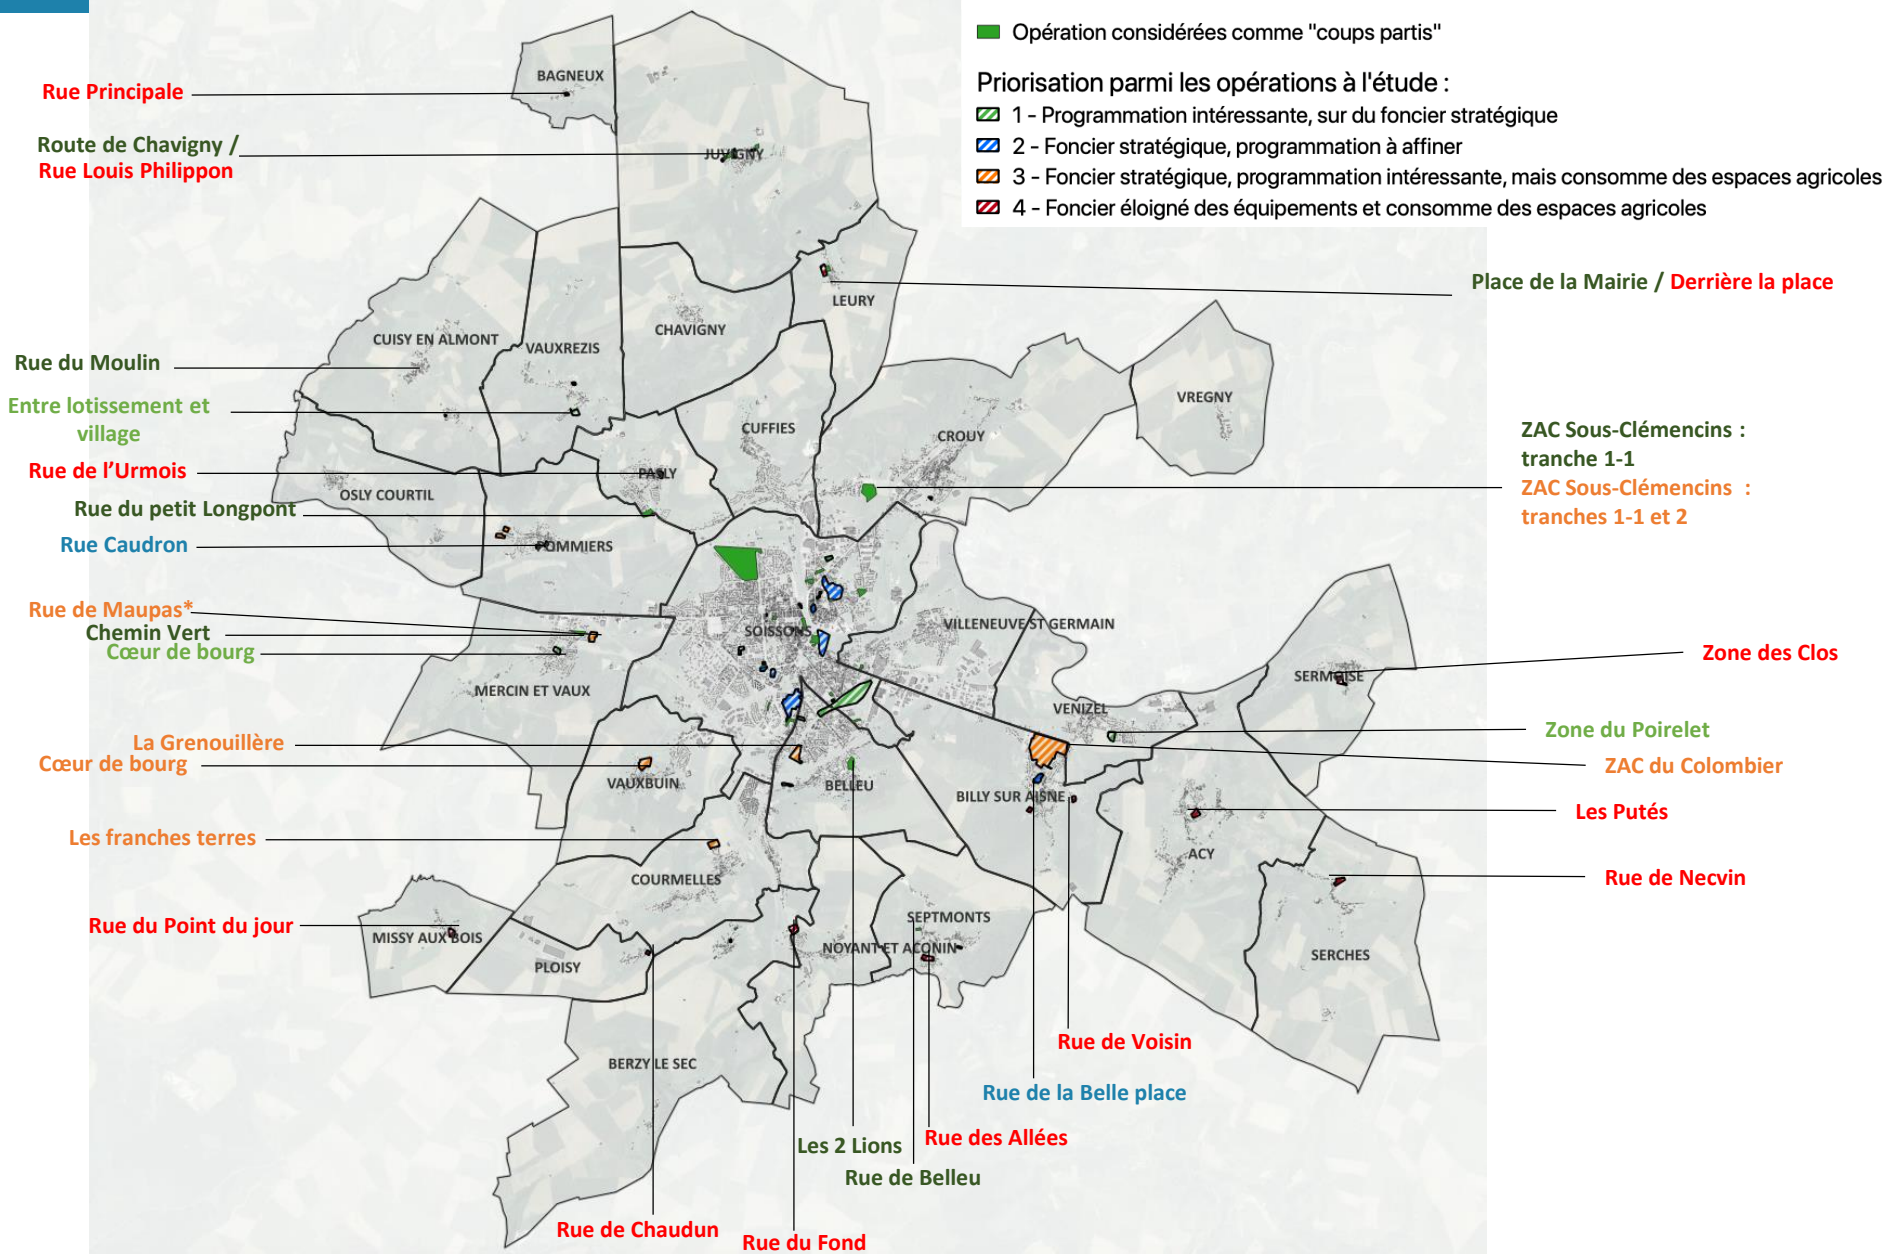 Opération considérées comme "coups partis"
Priorisation parmi les opérations à l'étude :
1 - Programmation intéressante, sur du foncier stratégique
2 - Foncier stratégique, programmation à affiner
3 - Foncier stratégique, programmation intéressante, mais consomme des espaces agricoles
4 - Foncier éloigné des équipements et consomme des espaces agricoles
BAGNEUX
Rue Principale
Route de Chavigny /
Rue Louis Philippon
JUVIGNY
Place de la Mairie / Derrière la place
LEURY
CHAVIGNY
CUISY EN ALMONT
VAUXREZIS
Rue du Moulin
Entre lotissement et
village
VREGNY
CUFFIES
CROUY
ZAC Sous-Clémencins :
tranche 1-1
ZAC Sous-Clémencins :
tranches 1-1 et 2
Rue de l'Urmois
PASLY
OSLY COURTIL
Rue du petit Longpont
Rue Caudron
POMMIERS
Rue de Maupas*
Chemin Vert
Cœur de bourg
SOISSONS
VILLENEUVE ST GERMAIN
MERCIN ET VAUX
Zone des Clos
SERMOISE
VENIZEL
Zone du Poirelet
La Grenouillère
Cœur de bourg
ZAC du Colombier
VAUXBUIN
BELLEU
BILLY SUR AISNE
Les Putés
Les franches terres
ACY
COURMELLES
Rue de Necvin
Rue du Point du jour
MISSY AUX BOIS
SEPTMONTS
NOYANT ET ACONIN
PLOISY
SERCHES
Rue de Voisin
BERZY LE SEC
Rue de la Belle place
Les 2 Lions
Rue des Allées
Rue de Belleu
Rue de Chaudun
Rue du Fond